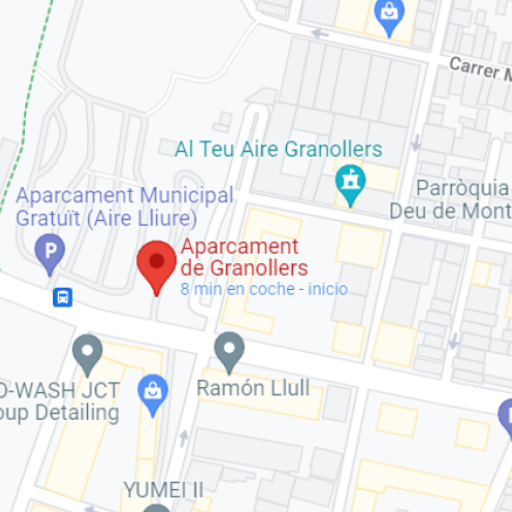 Carrer M
Al Teu Aire Granollers
Parròquia
Deu de Mont
Aparcament Municipal
Gratuït (Aire Lliure)
P
Aparcament
de Granollers
8 min en coche - inicio
Ramón Llull
O-WASH JCT
oup Detailing
YUMEI II